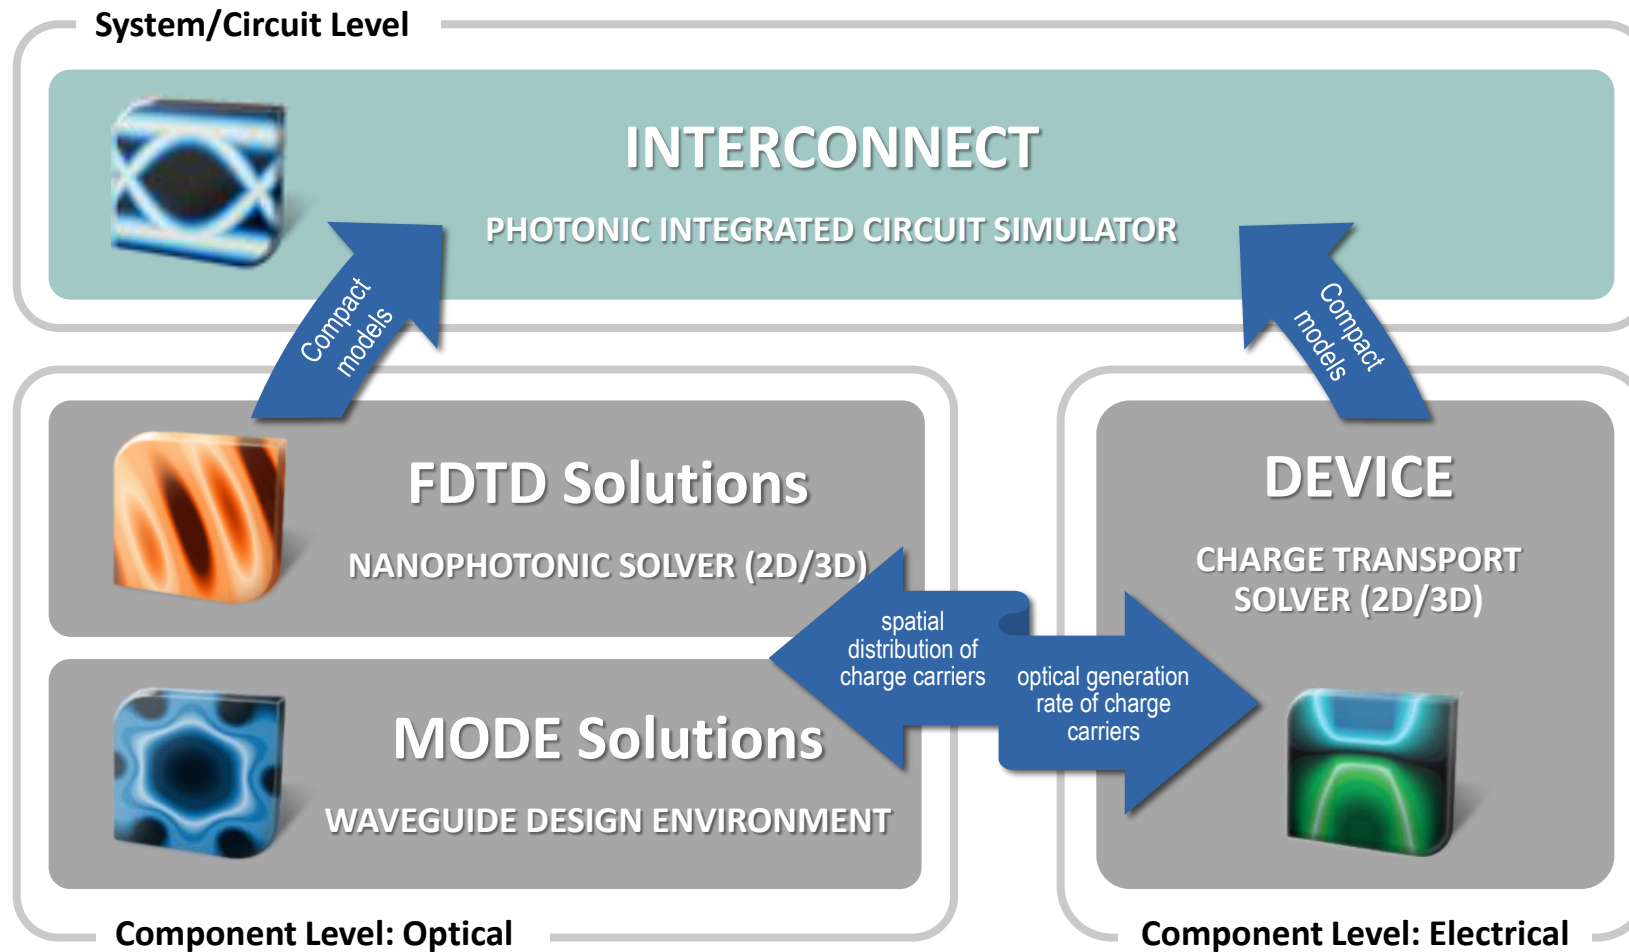 System/Circuit Level
INTERCONNECT
PHOTONIC INTEGRATED CIRCUIT SIMULATOR
Compact
models
Compact
models
FDTD Solutions
NANOPHOTONIC SOLVER (2D/3D)
MODE Solutions
WAVEGUIDE DESIGN ENVIRONMENT
spatial
distribution of
charge carriers
optical generation
rate of charge
carriers
DEVICE
CHARGE TRANSPORT
SOLVER (2D/3D)
Component Level: Optical
Component Level: Electrical